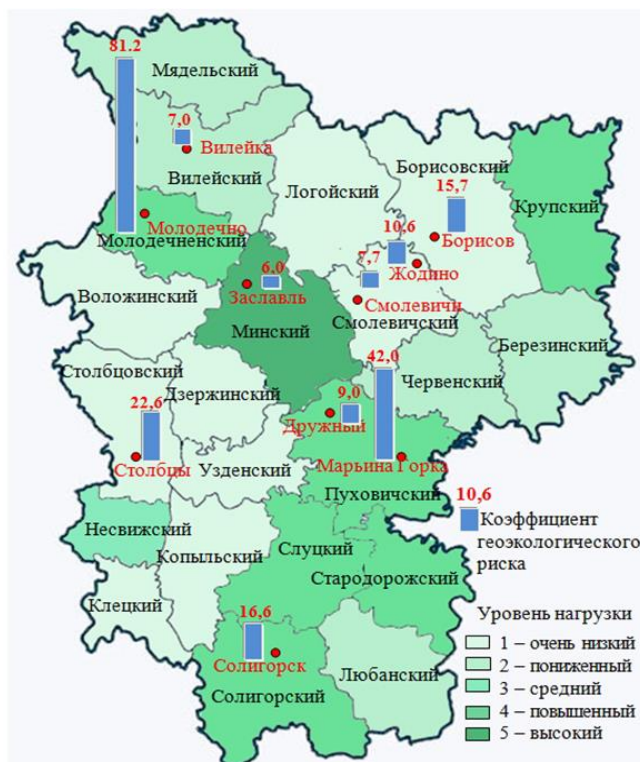 81.2
Мядельский
7,0
Вилейка
Вилейский
Логойский
Борисовский
15,7
Крупский
Молодечно
Молодечненский
10,6
Борисов
7,7
Жодино
6,0
Заславль
Воложинский
Смолевичи
Смолевичский
Минский
Березинский
Столбцовский
42,0
Червенский
Дзержинский
22,6
9,0
Дружный
Столбцы
Узденский
Марьина Горка
Пуховичский
10,6
Коэффициент
геоэкологического
риска
Несвижский
Копыльский
Слуцкий
Стародорожский
Клецкий
16,6
Солигорск
Солигорский
Любанский
Уровень нагрузки
1 – очень низкий
2 – пониженный
3 – средний
4 – повышенный
5 – высокий